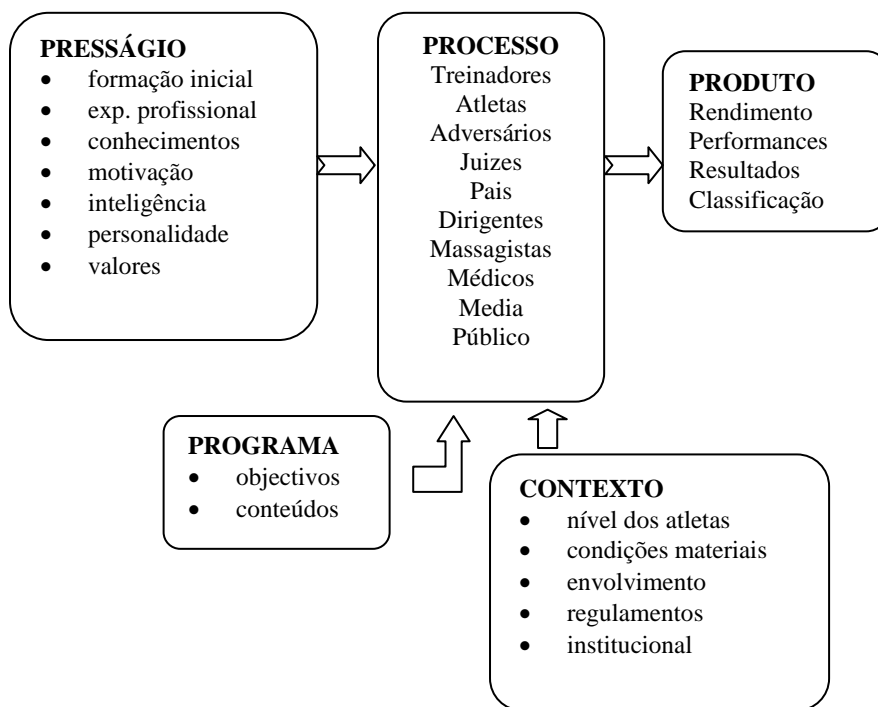 PRESSÁGIO
• formação inicial
• exp. profissional
• conhecimentos
• motivação
• inteligência
• personalidade
• valores
PROCESSO
Treinadores
Atletas
Adversários
Juizes
Pais
Dirigentes
Massagistas
Médicos
Media
Público
PRODUTO
Rendimento
Performances
Resultados
Classificação
PROGRAMA
• objectivos
• conteúdos
CONTEXTO
• nível dos atletas
• condições materiais
• envolvimento
• regulamentos
• institucional